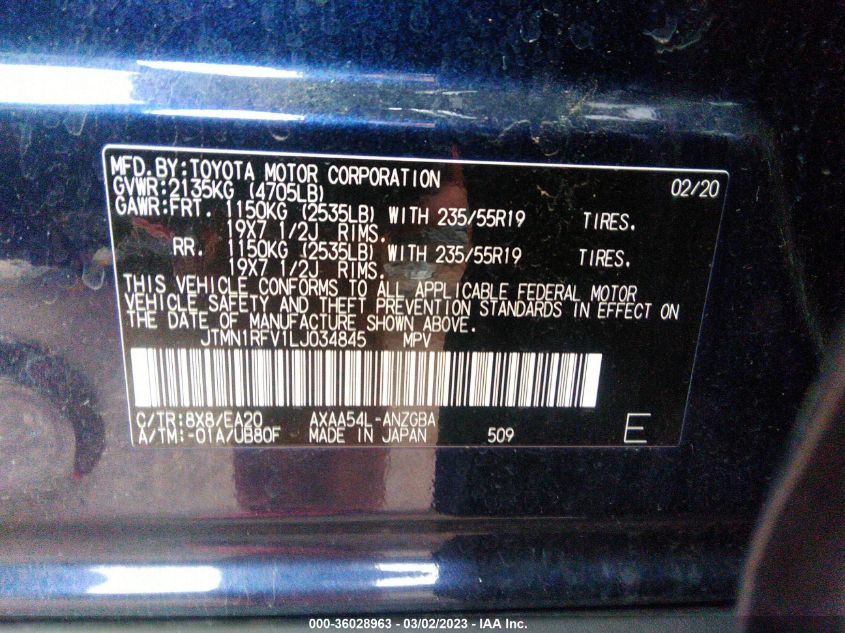 MFD.BY:TOYOTA MOTOR CORPORATION 02/20
GVWR:2135KG (4705LB)
GAWR:FRT. 1150KG (2535LB) WITH 235/55R19 TIRES.
19X7 1/2J RIMS.
RR. 1150KG (2535LB) WITH 235/55R19 TIRES.
19X7 1/2J RIMS.
THIS VEHICLE CONFORMS TO ALL APPLICABLE FEDERAL MOTOR
VEHICLE SAFETY AND THEFT PREVENTION STANDARDS IN EFFECT ON
THE DATE OF MANUFACTURE SHOWN ABOVE.
JTMN1RFV1LJ034845 MPV
C/TR:8X8/EA20 AXAA54L-ANZGBA
A/TM:-01A/UB80F MADE IN JAPAN 509 E
000-36028963 - 03/02/2023 - IAA Inc.